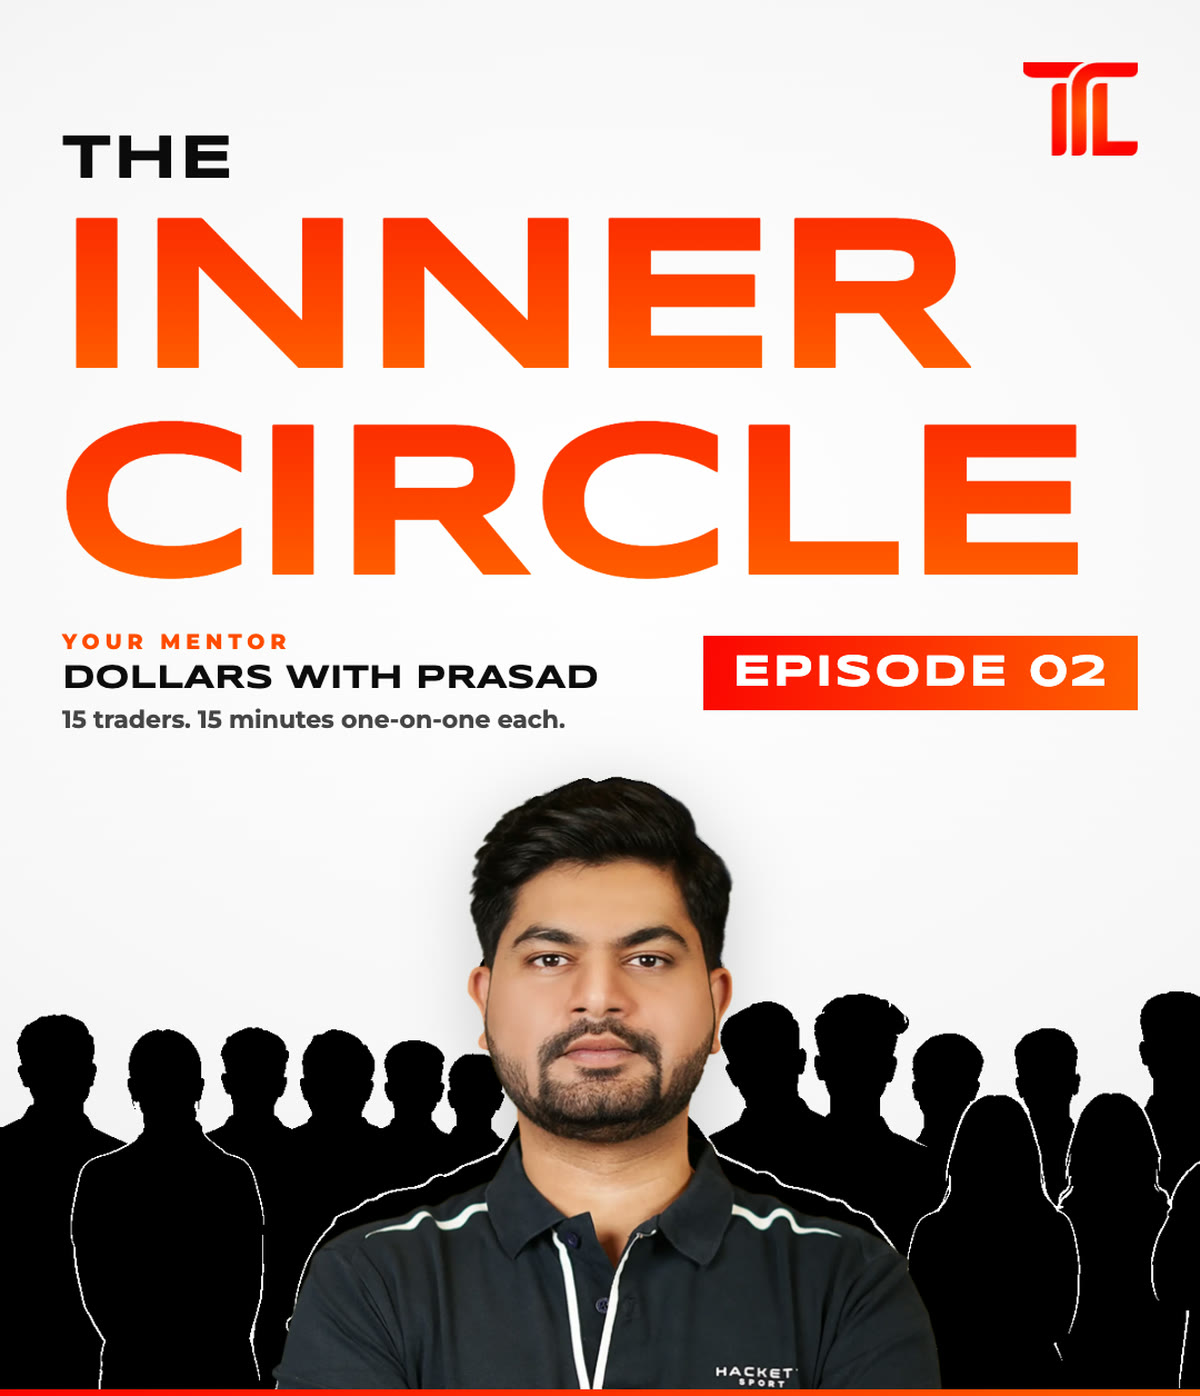 THE
INNER
CIRCLE
YOUR MENTOR
DOLLARS WITH PRASAD
15 traders. 15 minutes one-on-one each.
EPISODE 02
HACKET
SPORT